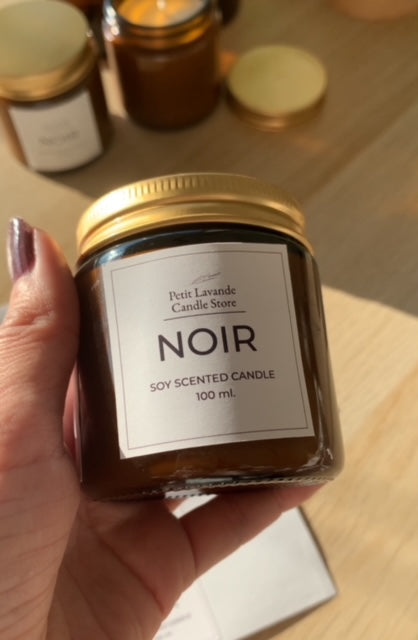 Petit Lavande
Candle Store
NOIR
SOY SCENTED CANDLE
100 ml.